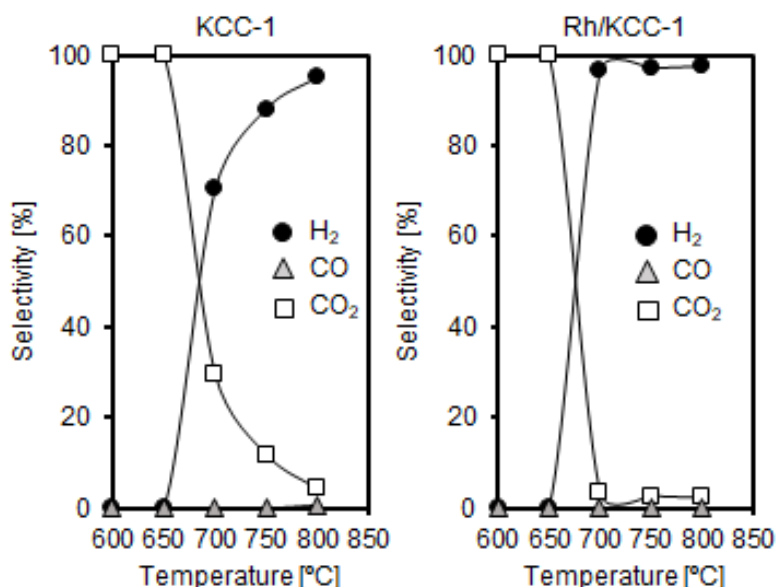 KCC-1
Selectivity [%]
100
80
60
40
20
0
H₂
CO
CO₂
600 650 700 750 800 850
Temperature [ºC]
Rh/KCC-1
Selectivity [%]
100
80
60
40
20
0
H₂
CO
CO₂
600 650 700 750 800 850
Temperature [ºC]